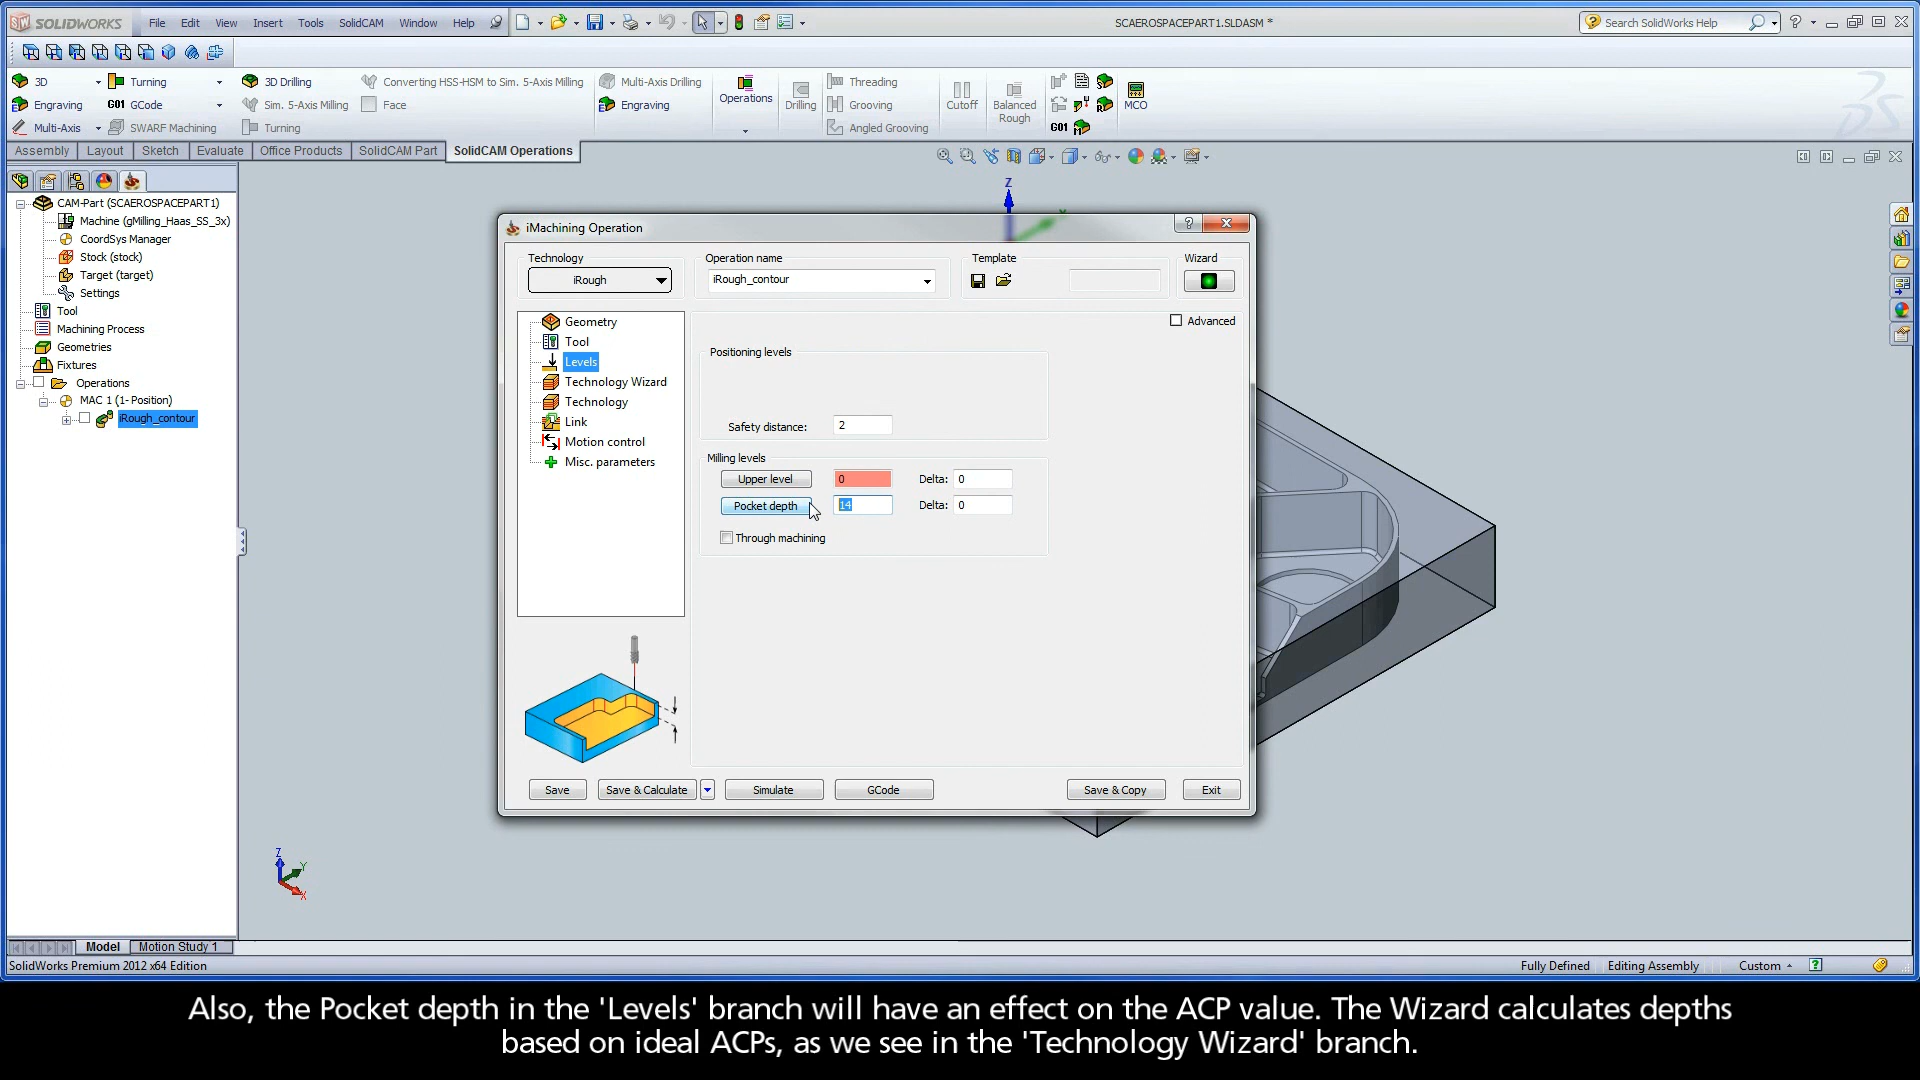 SOLIDWORKS File Edit View Insert Tools SolidCAM Window Help SCAEROSPACEPART1.SLDASM * Search SolidWorks Help
3D Turning 3D Drilling Converting HSS-HSM to Sim. 5-Axis Milling Multi-Axis Drilling Threading
Engraving G01 GCode Sim. 5-Axis Milling Face Engraving Operations Drilling Grooving Cutoff Balanced Rough MCO
Multi-Axis SWARF Machining Turning Angled Grooving G01
Assembly Layout Sketch Evaluate Office Products SolidCAM Part SolidCAM Operations
CAM-Part (SCAEROSPACEPART1)
Machine (gMilling_Haas_SS_3x)
CoordSys Manager
Stock (stock)
Target (target)
Settings
Tool
Machining Process
Geometries
Fixtures
Operations
MAC 1 (1- Position)
iRough_contour
Z
iMachining Operation
Technology Operation name Template Wizard
iRough iRough_contour
Geometry
Tool
Levels
Technology Wizard
Technology
Link
Motion control
Misc. parameters
Advanced
Positioning levels
Safety distance: 2
Milling levels
Upper level 0 Delta: 0
Pocket depth 14 Delta: 0
Through machining
Save Save & Calculate Simulate GCode Save & Copy Exit
Z
Y
X
Model Motion Study 1
SolidWorks Premium 2012 x64 Edition Fully Defined Editing Assembly Custom
Also, the Pocket depth in the 'Levels' branch will have an effect on the ACP value. The Wizard calculates depths
based on ideal ACPs, as we see in the 'Technology Wizard' branch.